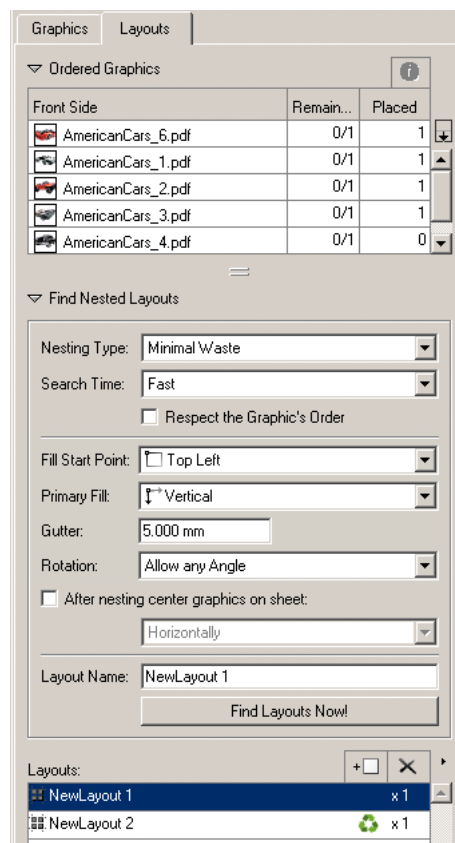 Graphics Layouts
Ordered Graphics
Front Side Remain... Placed
AmericanCars_6.pdf 0/1 1
AmericanCars_1.pdf 0/1 1
AmericanCars_2.pdf 0/1 1
AmericanCars_3.pdf 0/1 1
AmericanCars_4.pdf 0/1 0
Find Nested Layouts
Nesting Type: Minimal Waste
Search Time: Fast
Respect the Graphic's Order
Fill Start Point: Top Left
Primary Fill: Vertical
Gutter: 5.000 mm
Rotation: Allow any Angle
After nesting center graphics on sheet:
Horizontally
Layout Name: NewLayout 1
Find Layouts Now!
Layouts:
NewLayout 1 x 1
NewLayout 2 x 1